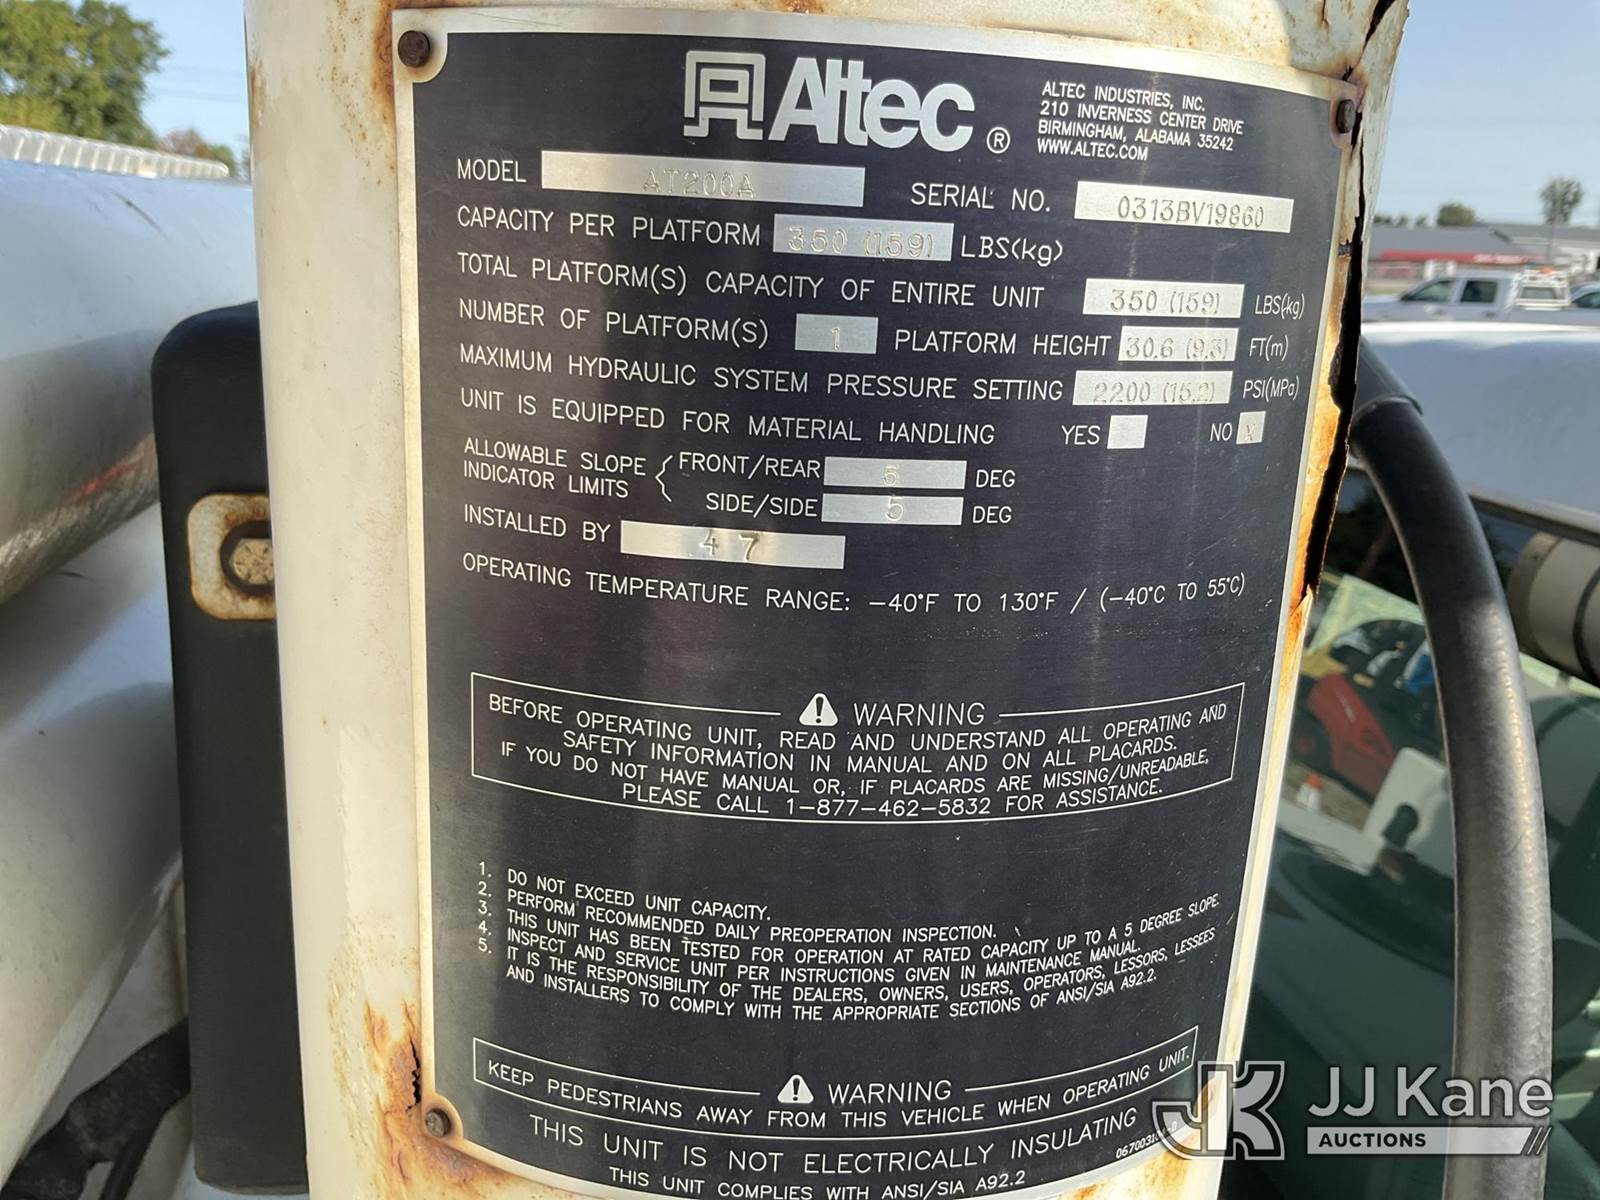 Altec ®
ALTEC INDUSTRIES, INC.
210 INVERNESS CENTER DRIVE
BIRMINGHAM, ALABAMA 35242
WWW.ALTEC.COM
MODEL AT200A SERIAL NO. 0313BV19860
CAPACITY PER PLATFORM 350 (159) LBS(kg)
TOTAL PLATFORM(S) CAPACITY OF ENTIRE UNIT 350 (159) LBS(kg)
NUMBER OF PLATFORM(S) 1 PLATFORM HEIGHT 30.6 (9.3) FT(m)
MAXIMUM HYDRAULIC SYSTEM PRESSURE SETTING 2200 (15.2) PSI(MPa)
UNIT IS EQUIPPED FOR MATERIAL HANDLING YES NO X
ALLOWABLE SLOPE INDICATOR LIMITS { FRONT/REAR 5 DEG
SIDE/SIDE 5 DEG
INSTALLED BY 47
OPERATING TEMPERATURE RANGE: -40°F TO 130°F / (-40°C TO 55°C)
WARNING
BEFORE OPERATING UNIT, READ AND UNDERSTAND ALL OPERATING AND
SAFETY INFORMATION IN MANUAL AND ON ALL PLACARDS.
IF YOU DO NOT HAVE MANUAL OR, IF PLACARDS ARE MISSING/UNREADABLE,
PLEASE CALL 1-877-462-5832 FOR ASSISTANCE.
1. DO NOT EXCEED UNIT CAPACITY.
2. PERFORM RECOMMENDED DAILY PREOPERATION INSPECTION.
3. THIS UNIT HAS BEEN TESTED FOR OPERATION AT RATED CAPACITY UP TO A 5 DEGREE SLOPE.
4. INSPECT AND SERVICE UNIT PER INSTRUCTIONS GIVEN IN MAINTENANCE MANUAL.
5. IT IS THE RESPONSIBILITY OF THE DEALERS, OWNERS, USERS, OPERATORS, LESSORS, LESSEES
AND INSTALLERS TO COMPLY WITH THE APPROPRIATE SECTIONS OF ANSI/SIA A92.2.
WARNING
KEEP PEDESTRIANS AWAY FROM THIS VEHICLE WHEN OPERATING UNIT.
THIS UNIT IS NOT ELECTRICALLY INSULATING
THIS UNIT COMPLIES WITH ANSI/SIA A92.2
JK JJ Kane
AUCTIONS